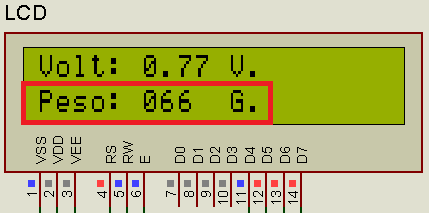 LCD
Volt: 0.77 V.
Peso: 066 G.
VSS VDD VEE RS RW E D0 D1 D2 D3 D4 D5 D6 D7
1 2 3 4 5 6 7 8 9 10 11 12 13 14